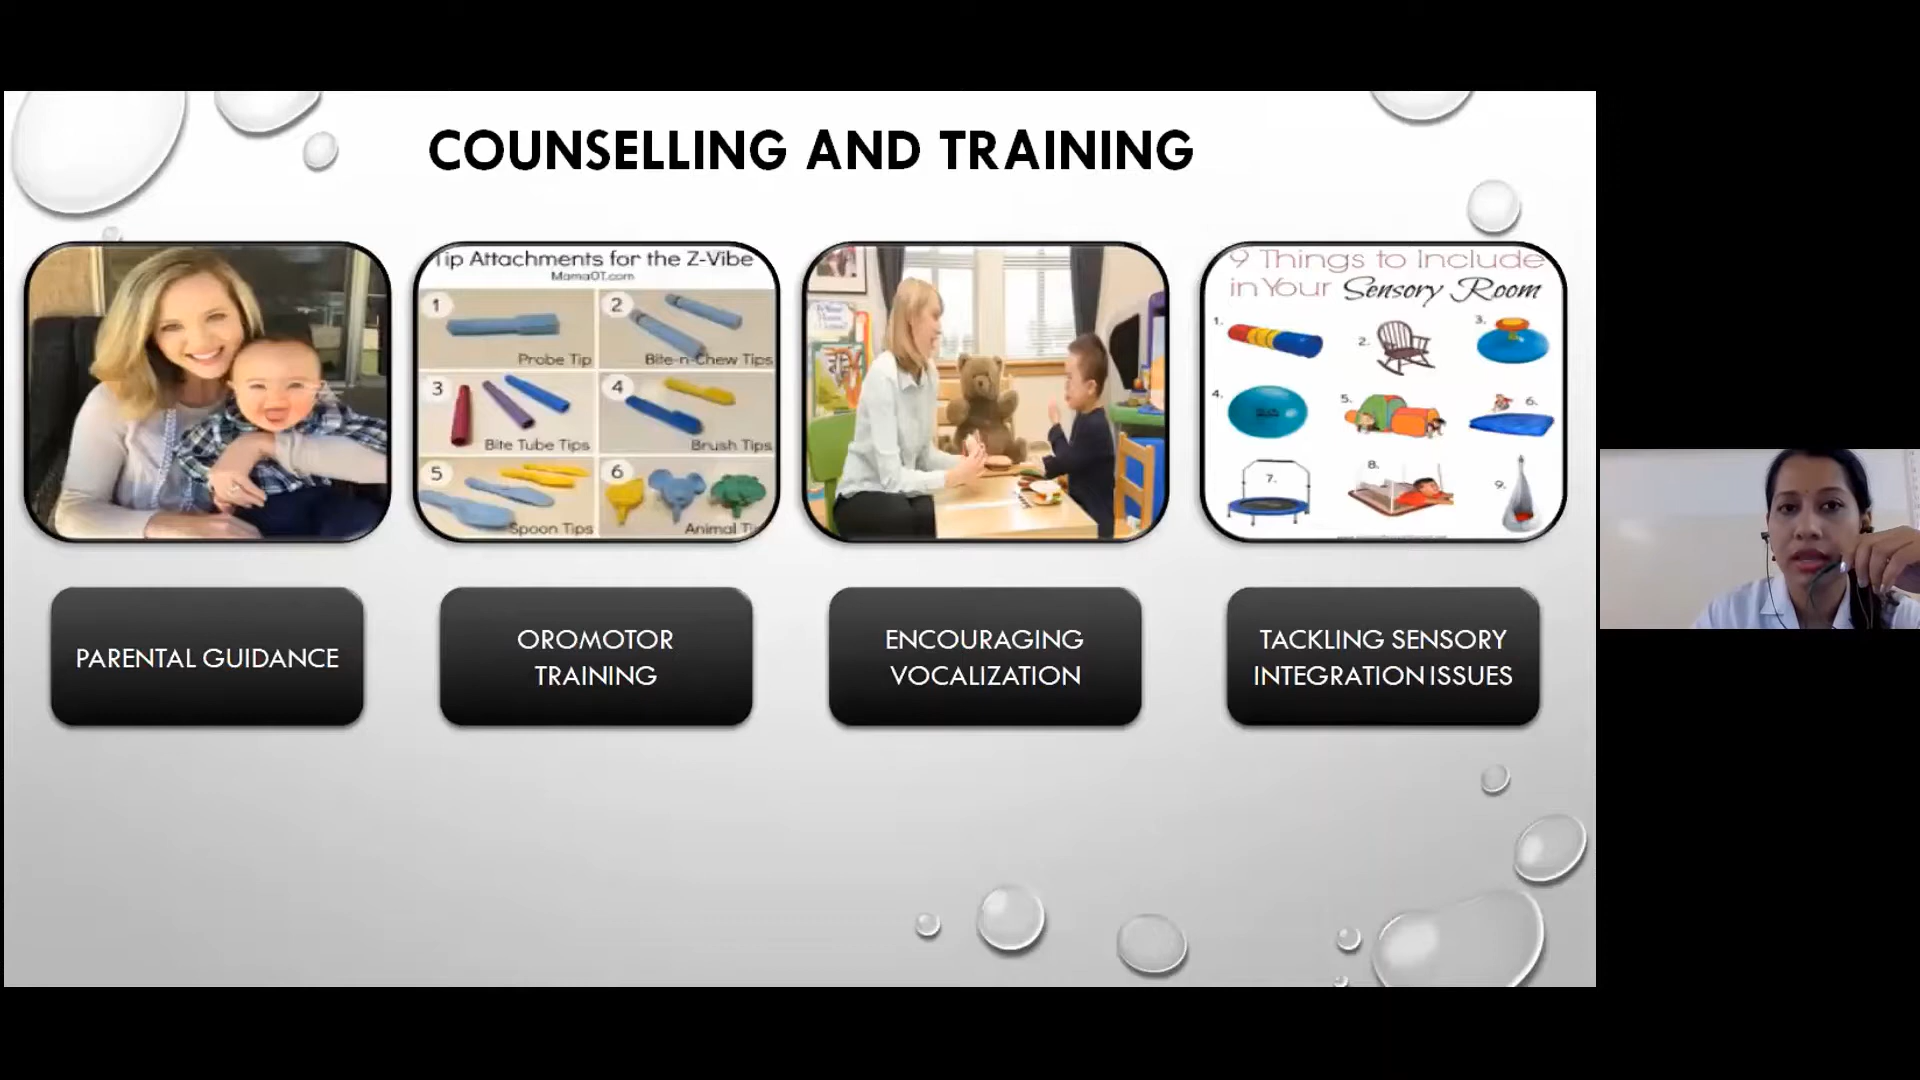 COUNSELLING AND TRAINING
Tip Attachments for the Z-Vibe
MamaOT.com
1
Probe Tip
2
Bite-n-Chew Tips
3
Bite Tube Tips
4
Brush Tips
5
Spoon Tips
6
Animal
9 Things to Include
in Your Sensory Room
1.
2.
3.
4.
5.
6.
7.
8.
9.
PARENTAL GUIDANCE
OROMOTOR
TRAINING
ENCOURAGING
VOCALIZATION
TACKLING SENSORY
INTEGRATION ISSUES